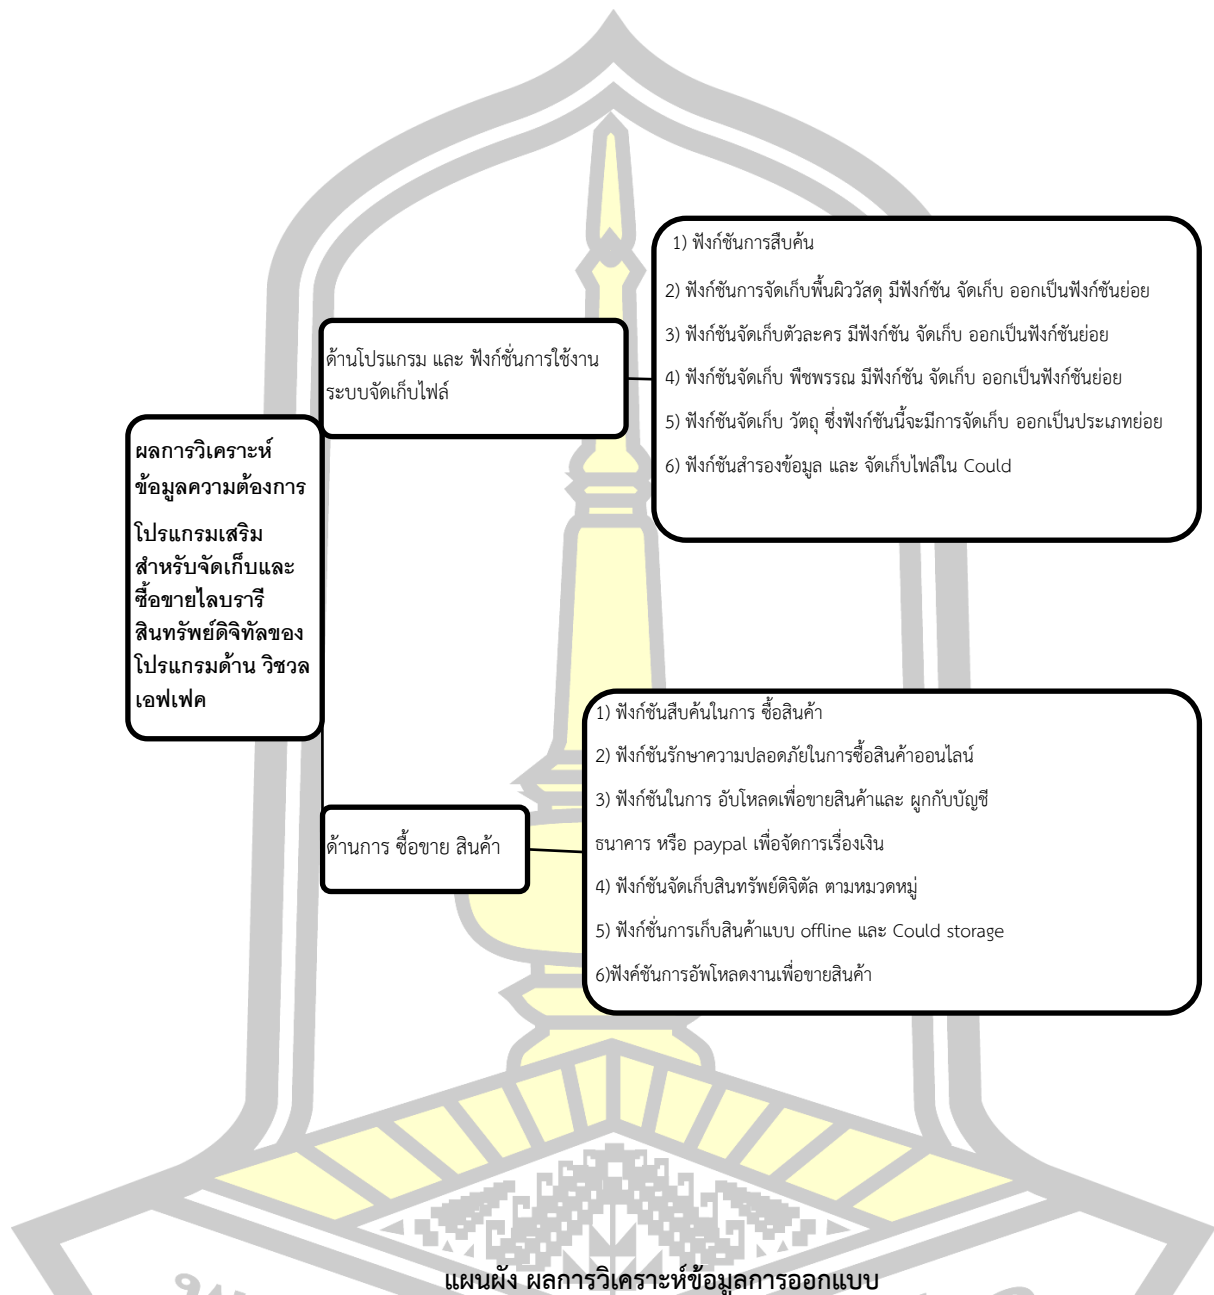 ผลการวิเคราะห์
ข้อมูลความต้องการ
โปรแกรมเสริม
สำหรับจัดเก็บและ
ซื้อขายไลบรารี
สินทรัพย์ดิจิทัลของ
โปรแกรมด้าน วิชวล
เอฟเฟค
ด้านโปรแกรม และ ฟังก์ชั่นการใช้งาน
ระบบจัดเก็บไฟล์
1) ฟังก์ชันการสืบค้น
2) ฟังก์ชันการจัดเก็บพื้นผิววัสดุ มีฟังก์ชัน จัดเก็บ ออกเป็นฟังก์ชันย่อย
3) ฟังก์ชันจัดเก็บตัวละคร มีฟังก์ชัน จัดเก็บ ออกเป็นฟังก์ชันย่อย
4) ฟังก์ชันจัดเก็บ พืชพรรณ มีฟังก์ชัน จัดเก็บ ออกเป็นฟังก์ชันย่อย
5) ฟังก์ชันจัดเก็บ วัตถุ ซึ่งฟังก์ชันนี้จะมีการจัดเก็บ ออกเป็นประเภทย่อย
6) ฟังก์ชันสำรองข้อมูล และ จัดเก็บไฟล์ใน Could
ด้านการ ซื้อขาย สินค้า
1) ฟังก์ชันสืบค้นในการ ซื้อสินค้า
2) ฟังก์ชันรักษาความปลอดภัยในการซื้อสินค้าออนไลน์
3) ฟังก์ชันในการ อับโหลดเพื่อขายสินค้าและ ผูกกับบัญชี
ธนาคาร หรือ paypal เพื่อจัดการเรื่องเงิน
4) ฟังก์ชันจัดเก็บสินทรัพย์ดิจิตัล ตามหมวดหมู่
5) ฟังก์ชั่นการเก็บสินค้าแบบ offline และ Could storage
6)ฟังค์ชันการอัพโหลดงานเพื่อขายสินค้า
แผนผัง ผลการวิเคราะห์ข้อมูลการออกแบบ